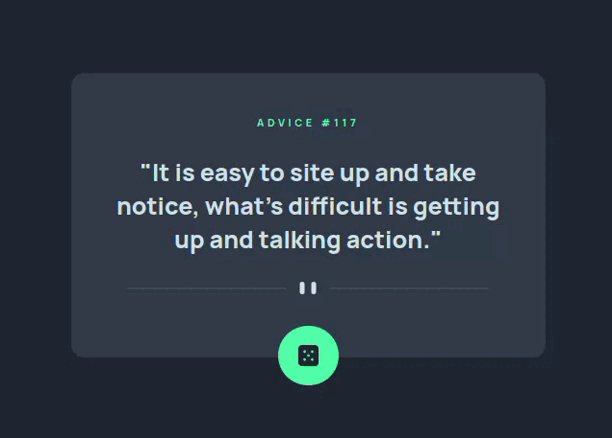 ADVICE #117
"It is easy to site up and take
notice, what's difficult is getting
up and talking action."